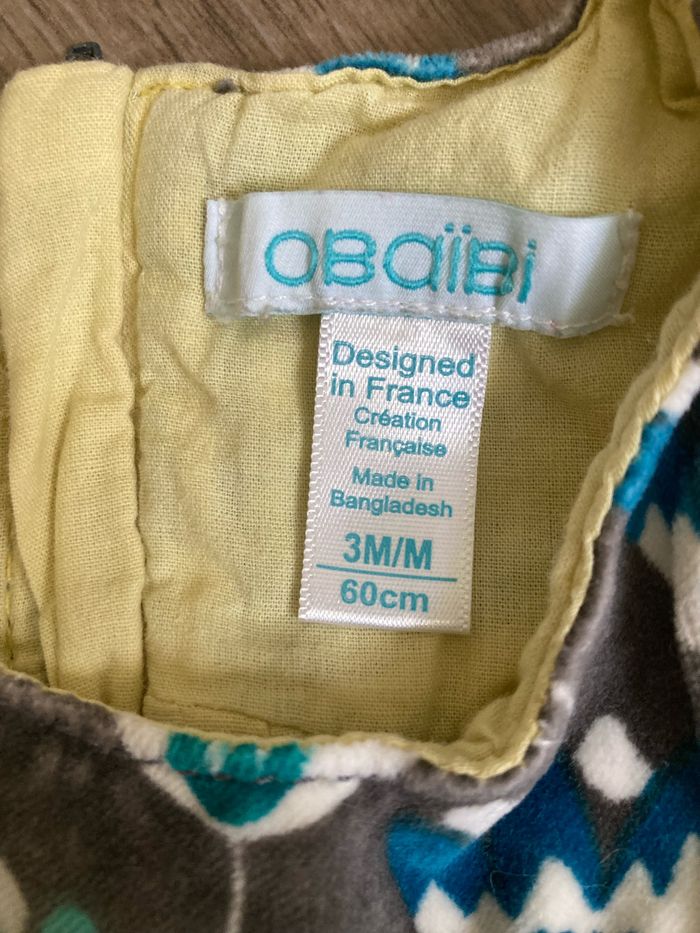 OBAÏBI
Designed
in France
Création
Française
Made in
Bangladesh
3M/M
60cm